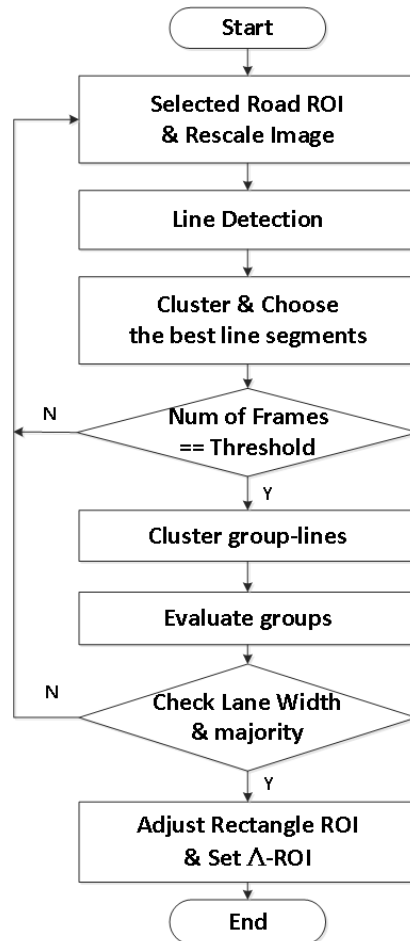 Start
Selected Road ROI
& Rescale Image
Line Detection
Cluster & Choose
the best line segments
N
Num of Frames
== Threshold
Y
Cluster group-lines
Evaluate groups
N
Check Lane Width
& majority
Y
Adjust Rectangle ROI
& Set Λ-ROI
End